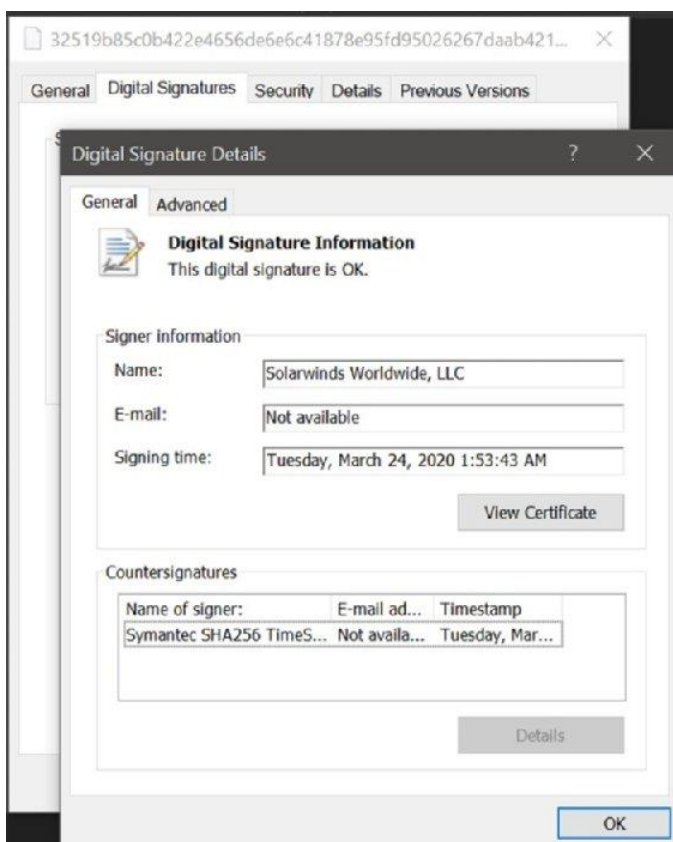 32519b85c0b422e4656de6e6c41878e95fd95026267daab421...
General Digital Signatures Security Details Previous Versions
Digital Signature Details ?
General Advanced
Digital Signature Information
This digital signature is OK.
Signer information
Name: Solarwinds Worldwide, LLC
E-mail: Not available
Signing time: Tuesday, March 24, 2020 1:53:43 AM
View Certificate
Countersignatures
Name of signer: E-mail ad... Timestamp
Symantec SHA256 TimeS... Not availa... Tuesday, Mar...
Details
OK